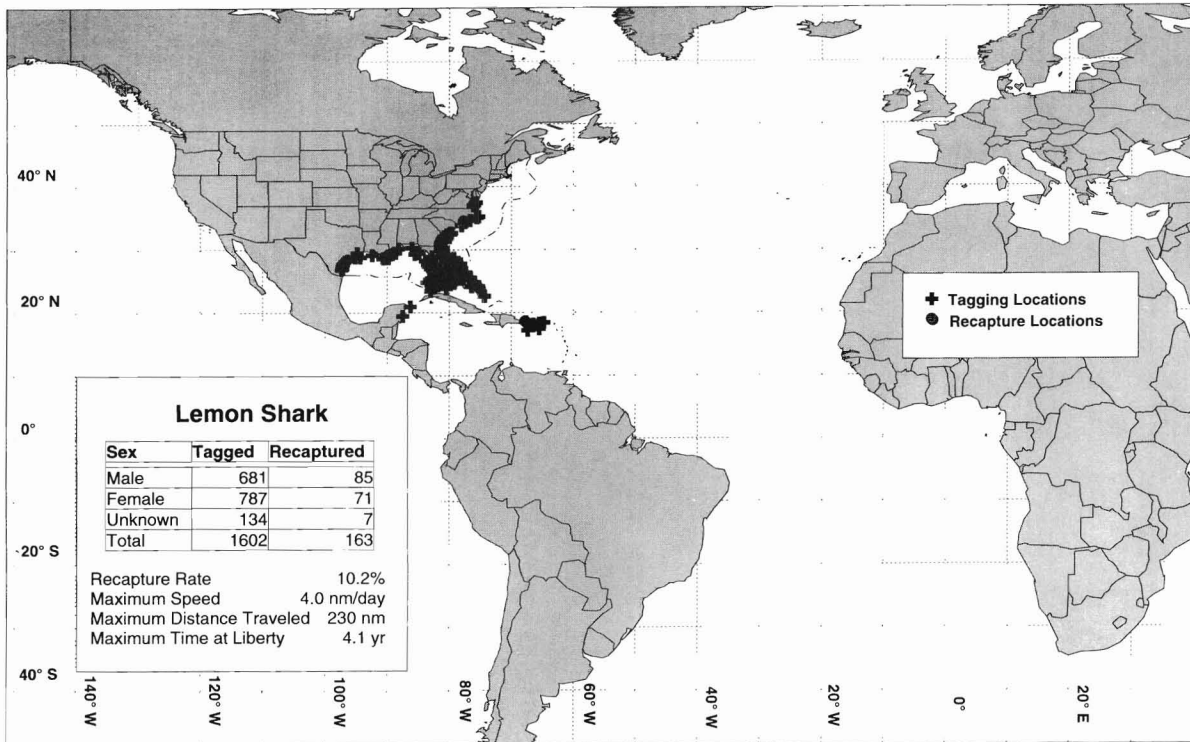 40° N
20° N
0°
20° S
40° S
Tagging Locations
Recapture Locations
Lemon Shark
Sex Tagged Recaptured
Male 681 85
Female 787 71
Unknown 134 7
Total 1602 163
Recapture Rate 10.2%
Maximum Speed 4.0 nm/day
Maximum Distance Traveled 230 nm
Maximum Time at Liberty 4.1 yr
140° W
120° W
100° W
80° W
60° W
40° W
20° W
0°
20° E